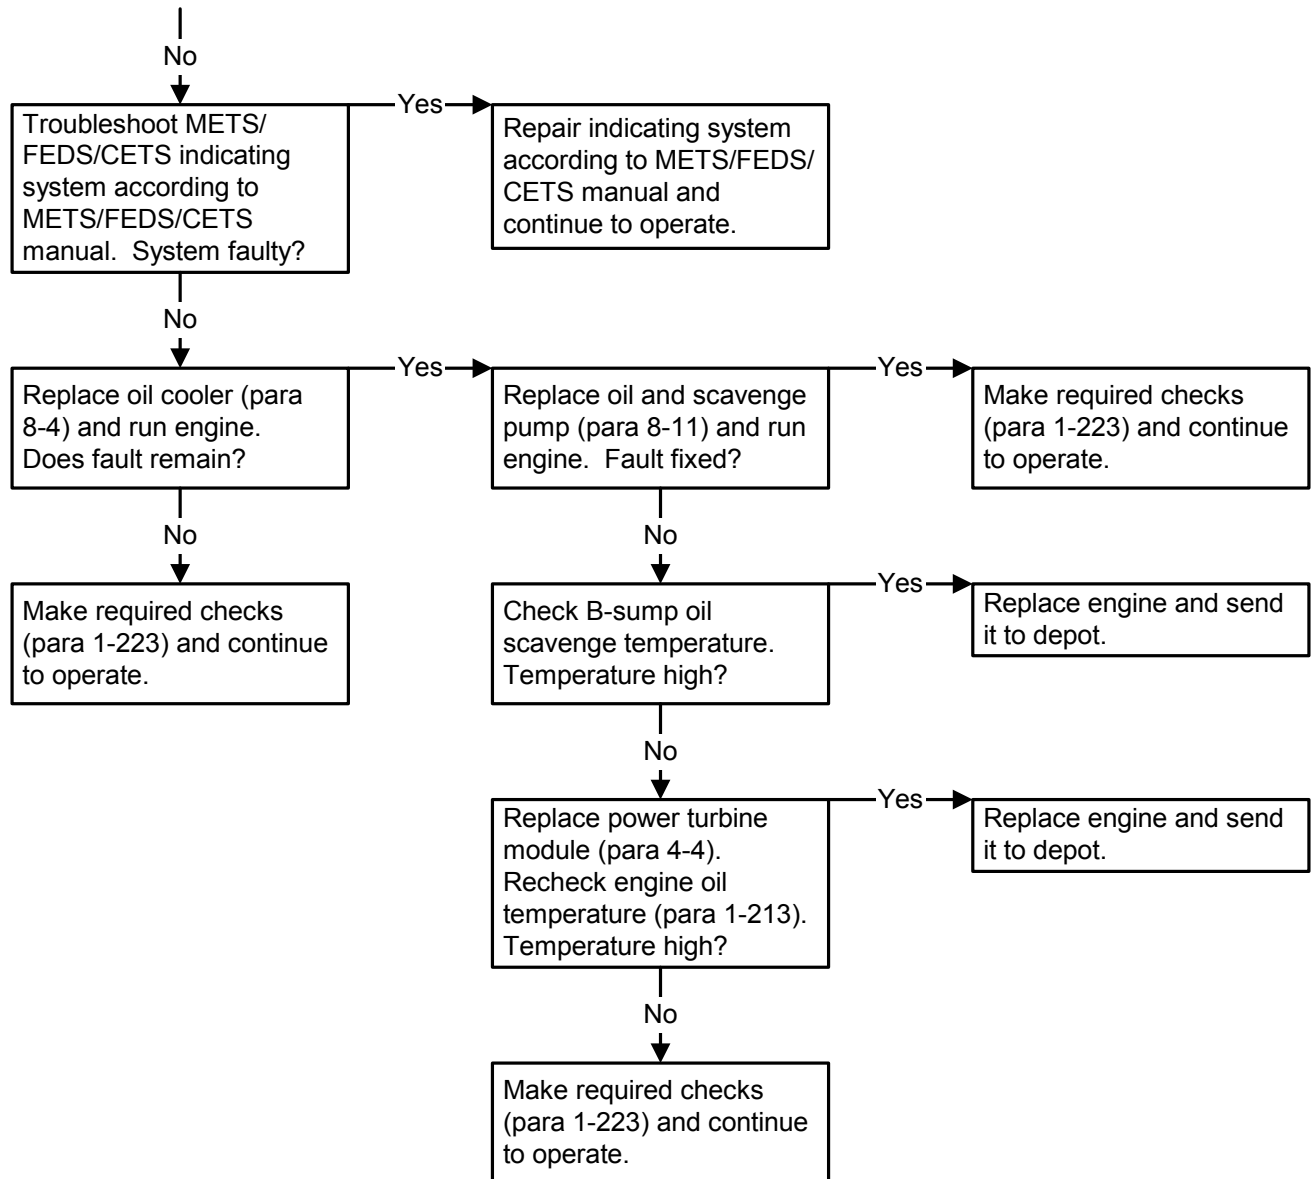 No
Troubleshoot METS/
FEDS/CETS indicating
system according to
METS/FEDS/CETS
manual.  System faulty?
Yes
Repair indicating system
according to METS/FEDS/
CETS manual and
continue to operate.
No
Replace oil cooler (para
8-4) and run engine.
Does fault remain?
Yes
Replace oil and scavenge
pump (para 8-11) and run
engine.  Fault fixed?
Yes
Make required checks
(para 1-223) and continue
to operate.
No
Make required checks
(para 1-223) and continue
to operate.
No
Check B-sump oil
scavenge temperature.
Temperature high?
Yes
Replace engine and send
it to depot.
No
Replace power turbine
module (para 4-4).
Recheck engine oil
temperature (para 1-213).
Temperature high?
Yes
Replace engine and send
it to depot.
No
Make required checks
(para 1-223) and continue
to operate.